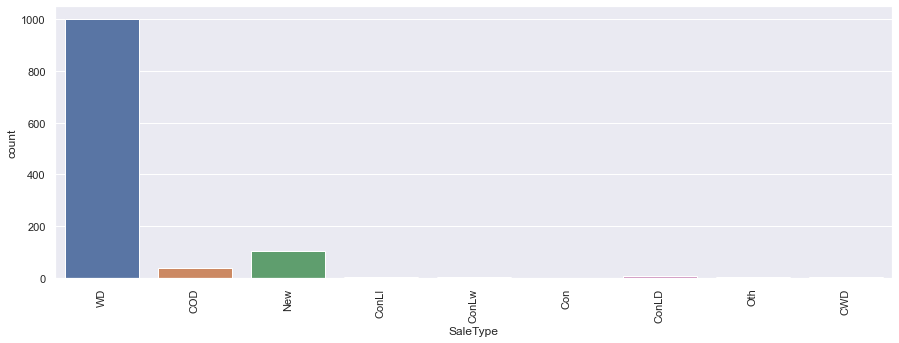 1000
800
600
400
200
0
count
WD
COD
New
ConLI
ConLw
Con
ConLD
Oth
CWD
SaleType